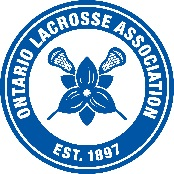 ONTARIO LACROSSE ASSOCIATION
EST. 1897